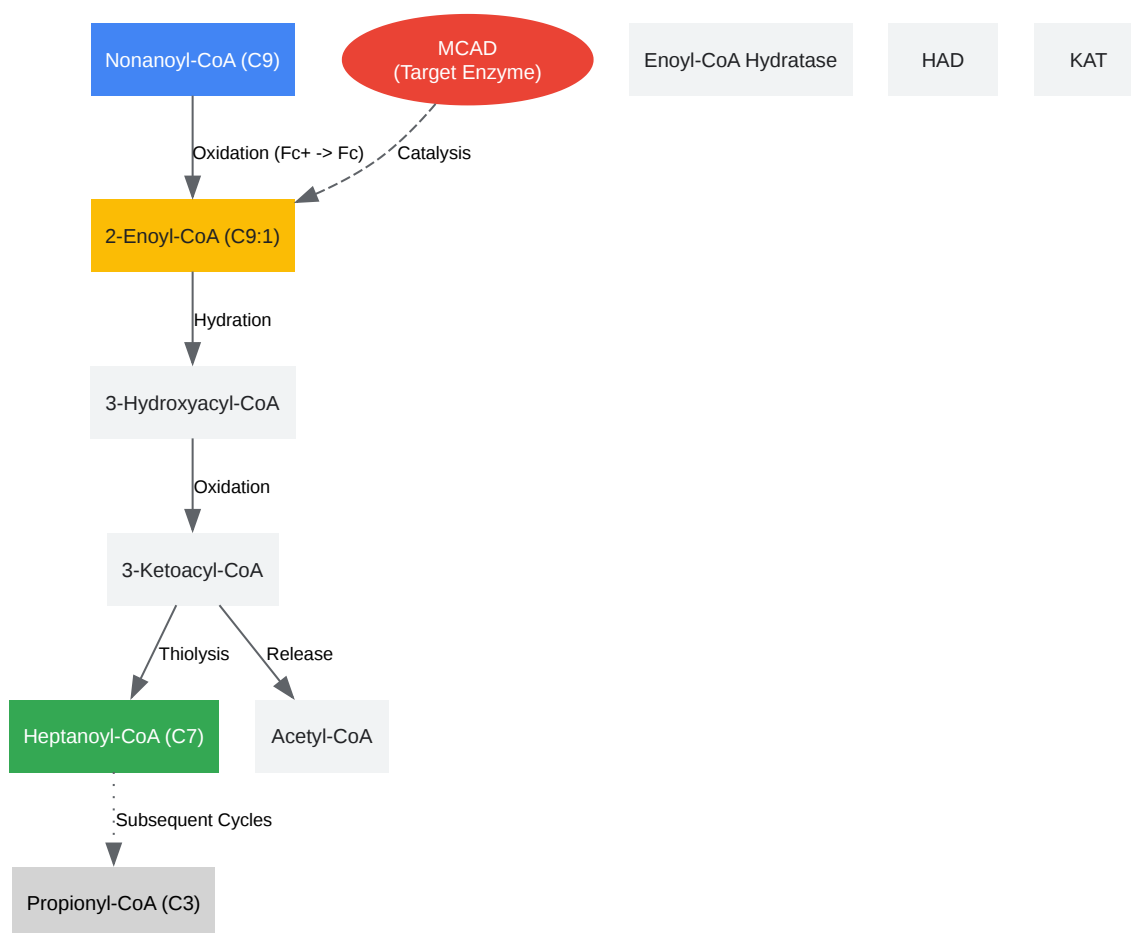 Nonanoyl-CoA (C9)
MCAD
(Target Enzyme)
Enoyl-CoA Hydratase
HAD
KAT
Oxidation (Fc+ -> Fc)
Catalysis
2-Enoyl-CoA (C9:1)
Hydration
3-Hydroxyacyl-CoA
Oxidation
3-Ketoacyl-CoA
Thiolysis
Release
Heptanoyl-CoA (C7)
Acetyl-CoA
Subsequent Cycles
Propionyl-CoA (C3)